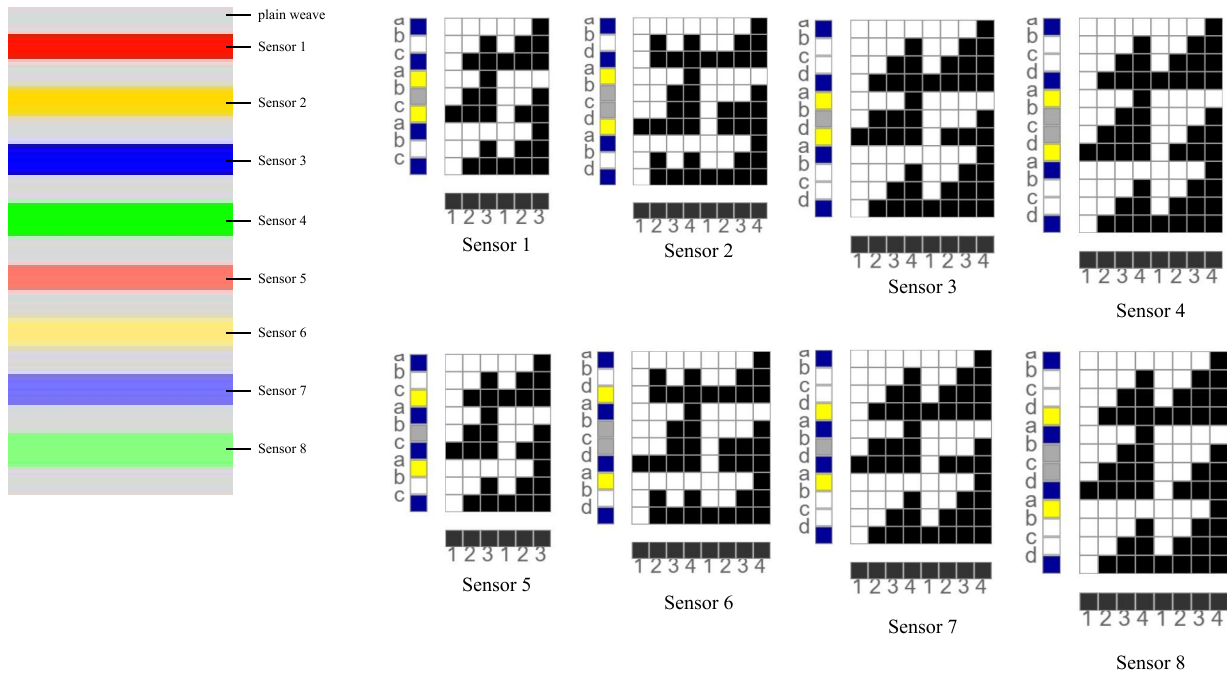 plain weave
Sensor 1
Sensor 2
Sensor 3
Sensor 4
Sensor 5
Sensor 6
Sensor 7
Sensor 8
a
b
c
a
b
c
a
b
c
1 2 3 1 2 3
Sensor 1
a
b
d
a
b
c
d
a
b
d
1 2 3 4 1 2 3 4
Sensor 2
a
b
c
d
a
b
d
a
b
c
d
1 2 3 4 1 2 3 4
Sensor 3
a
b
c
d
a
b
c
d
a
b
c
d
1 2 3 4 1 2 3 4
Sensor 4
a
b
c
a
b
c
a
b
c
1 2 3 1 2 3
Sensor 5
a
b
d
a
b
c
d
a
b
d
1 2 3 4 1 2 3 4
Sensor 6
a
b
c
d
a
b
d
a
b
c
d
1 2 3 4 1 2 3 4
Sensor 7
a
b
c
d
a
b
c
d
a
b
c
d
1 2 3 4 1 2 3 4
Sensor 8